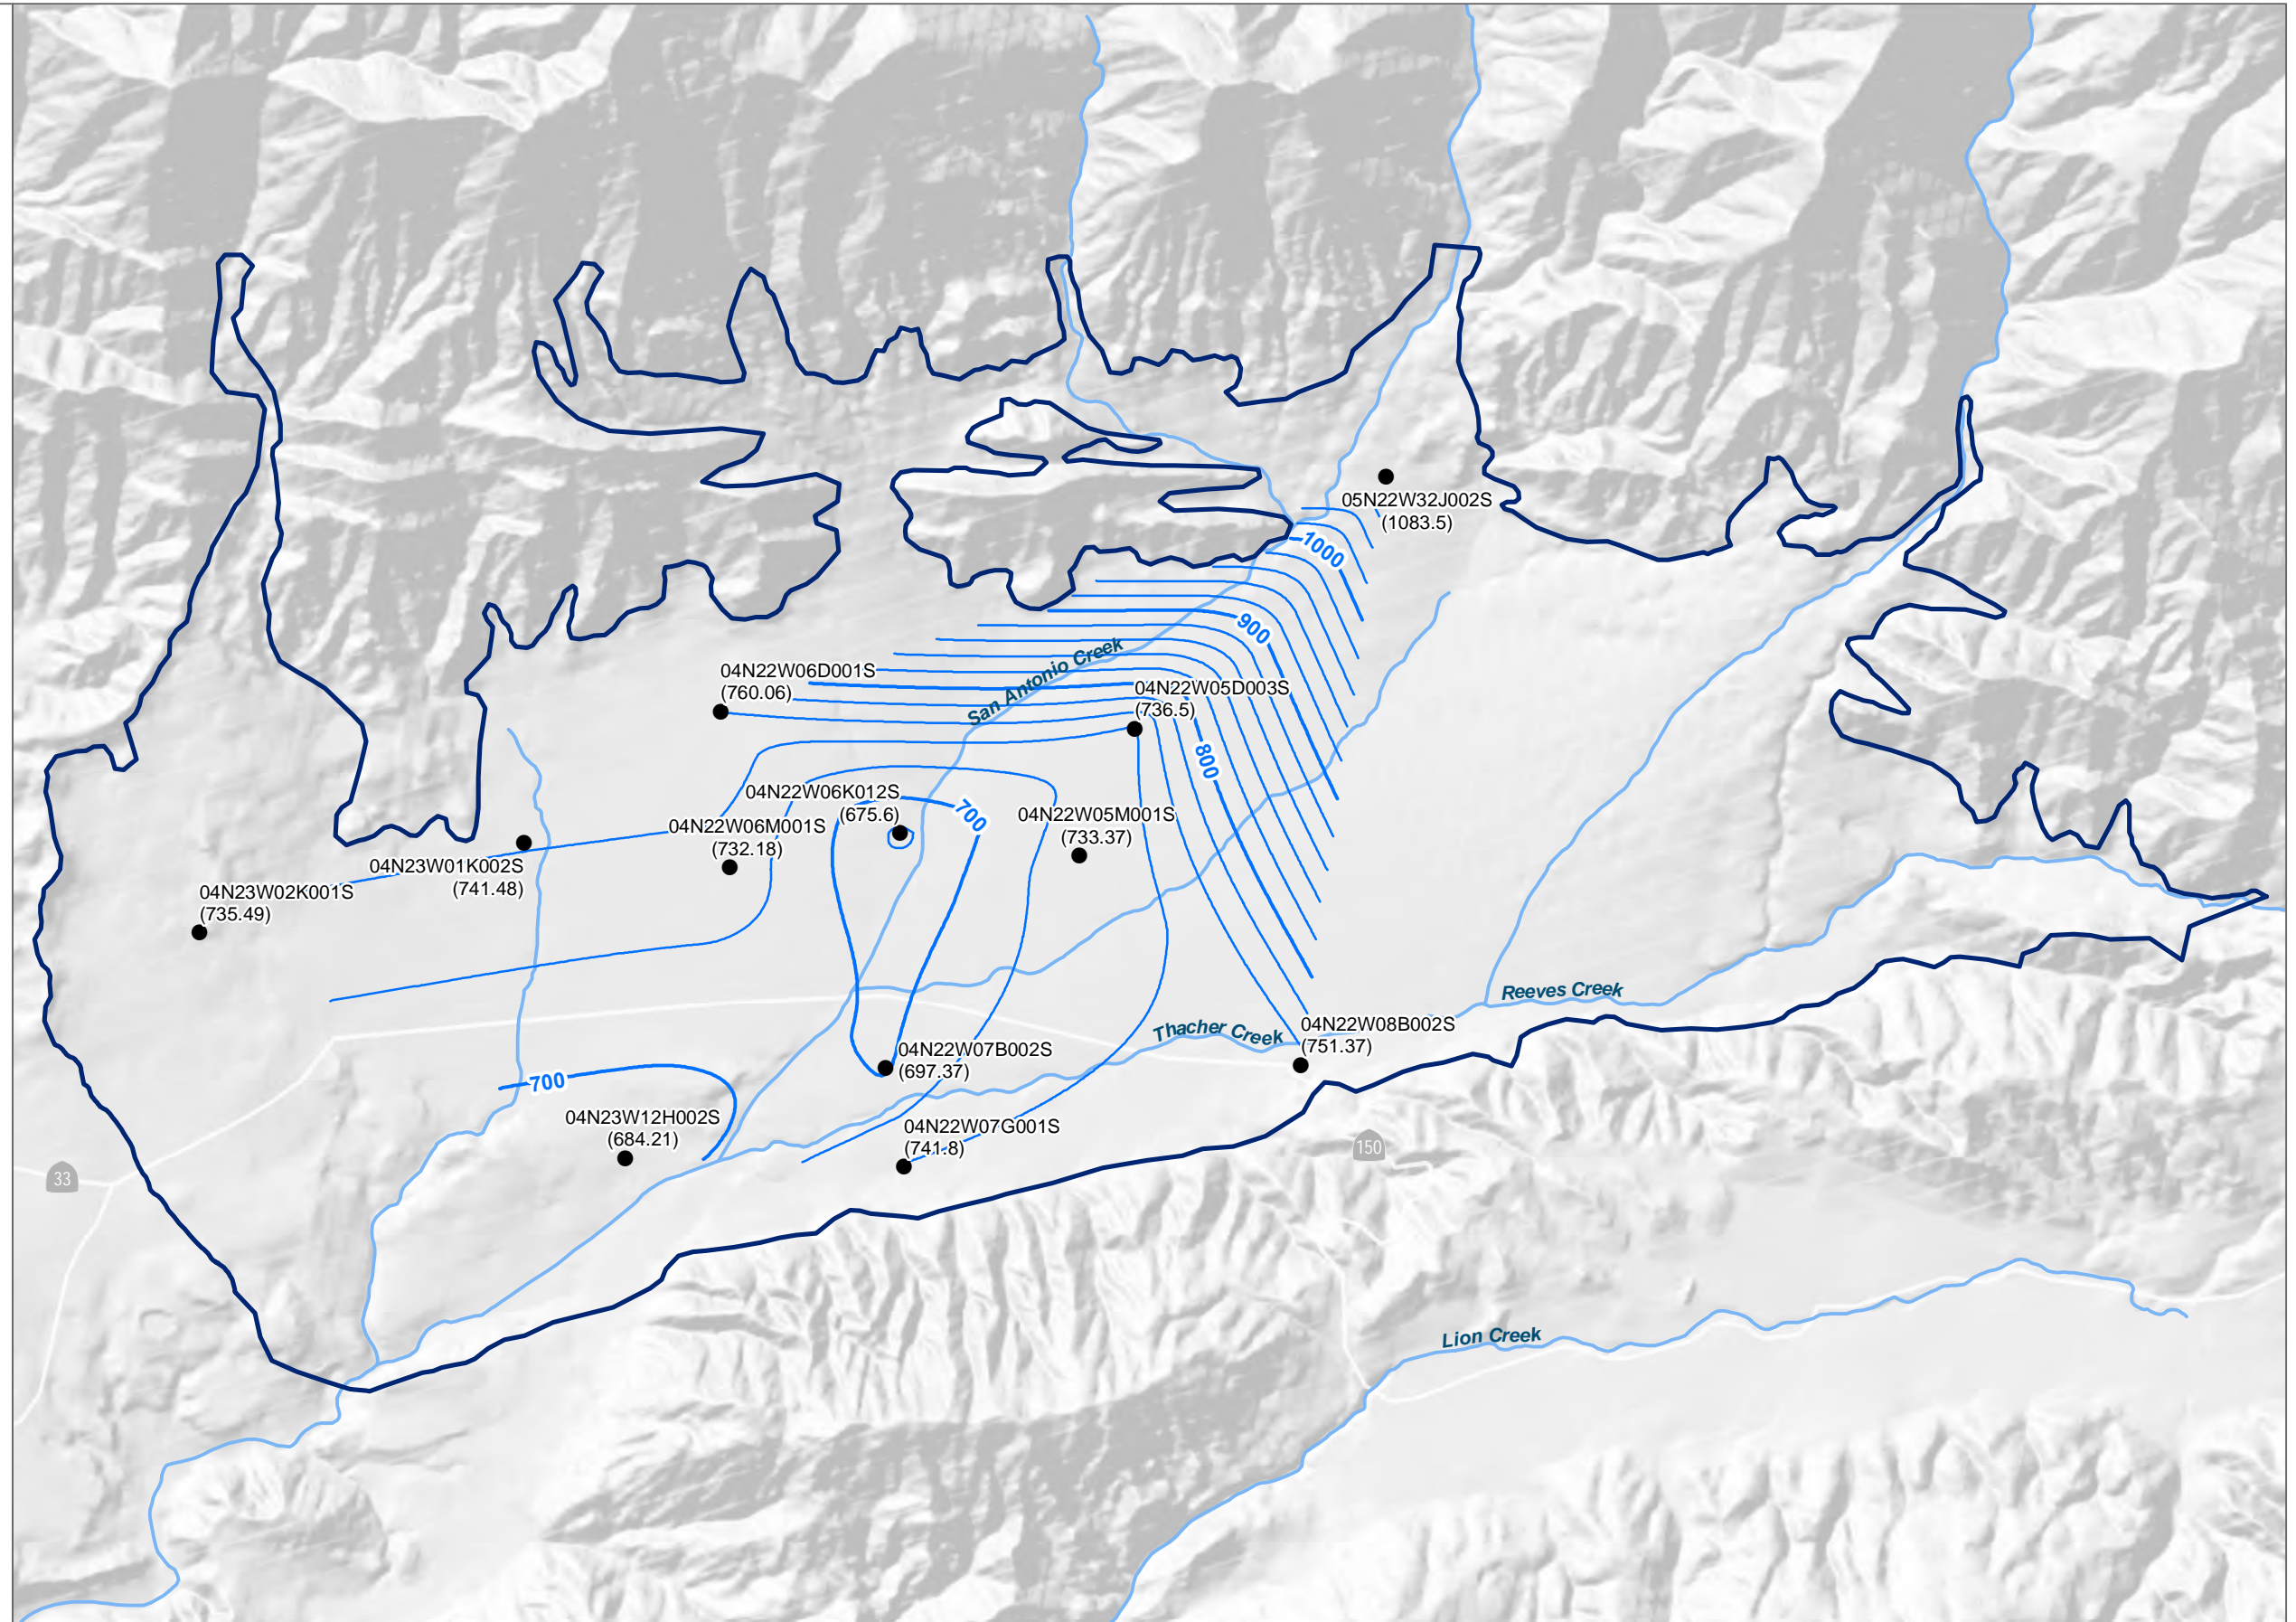 05N22W32J002S
(1083.5)
1000
900
San Antonio Creek
04N22W06D001S
(760.06)
04N22W05D003S
(736.5)
800
04N22W06K012S
(675.6)
700
04N22W05M001S
(733.37)
04N22W06M001S
(732.18)
04N23W01K002S
(741.48)
04N23W02K001S
(735.49)
Reeves Creek
Thacher Creek
04N22W08B002S
(751.37)
04N22W07B002S
(697.37)
700
04N23W12H002S
(684.21)
04N22W07G001S
(741.8)
150
33
Lion Creek